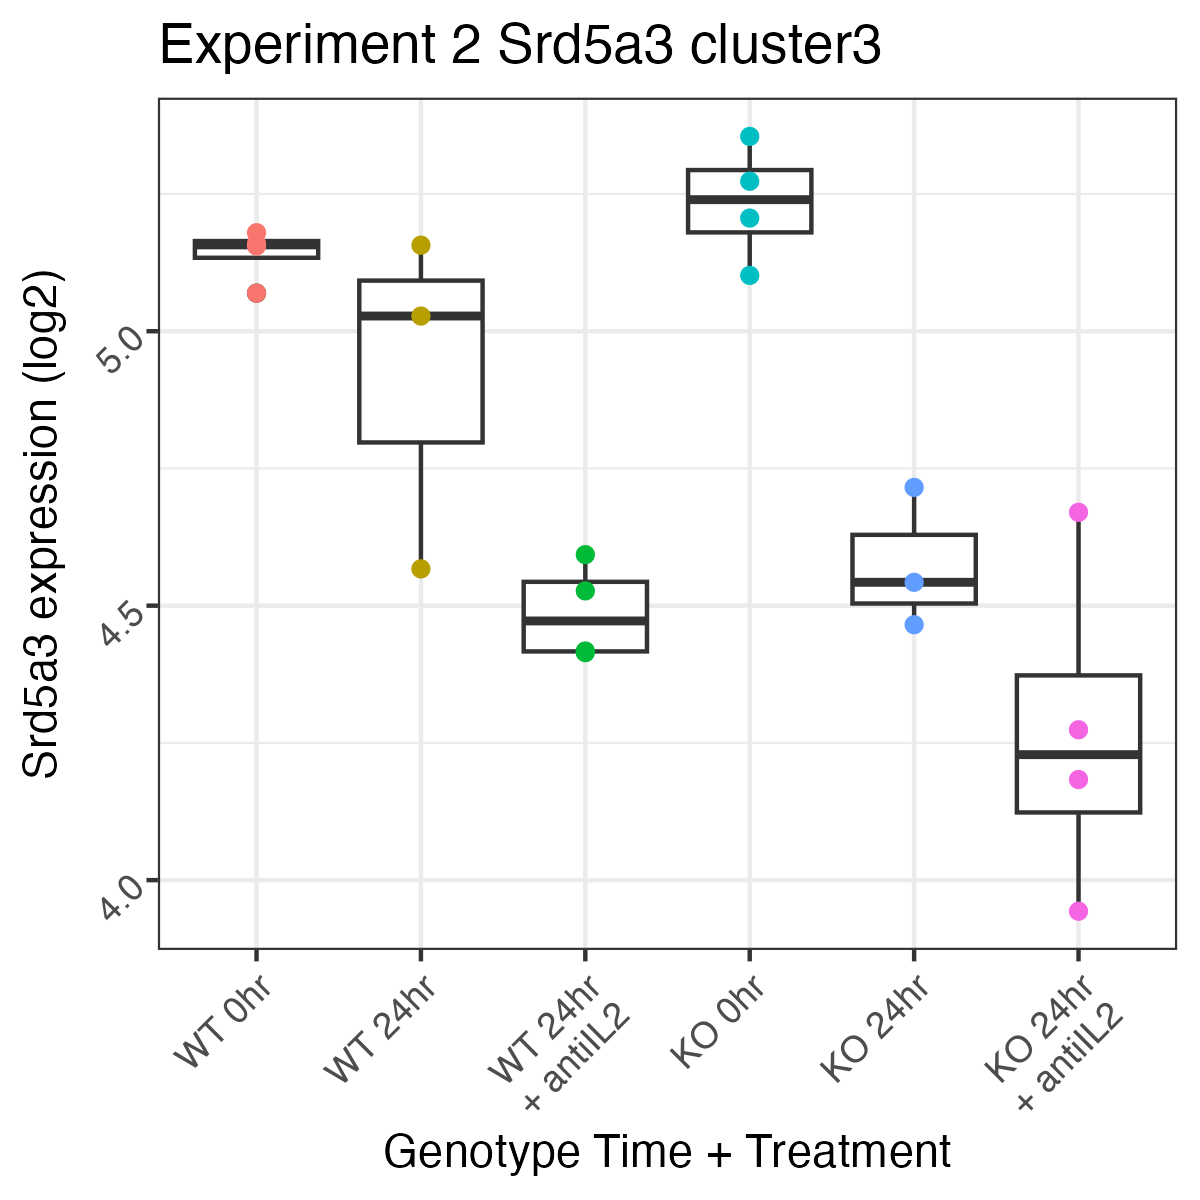 Experiment 2 Srd5a3 cluster3
Srd5a3 expression (log2)
5.0
4.5
4.0
WT 0hr
WT 24hr
WT 24hr
+ antiIL2
KO 0hr
KO 24hr
KO 24hr
+ antiIL2
Genotype Time + Treatment